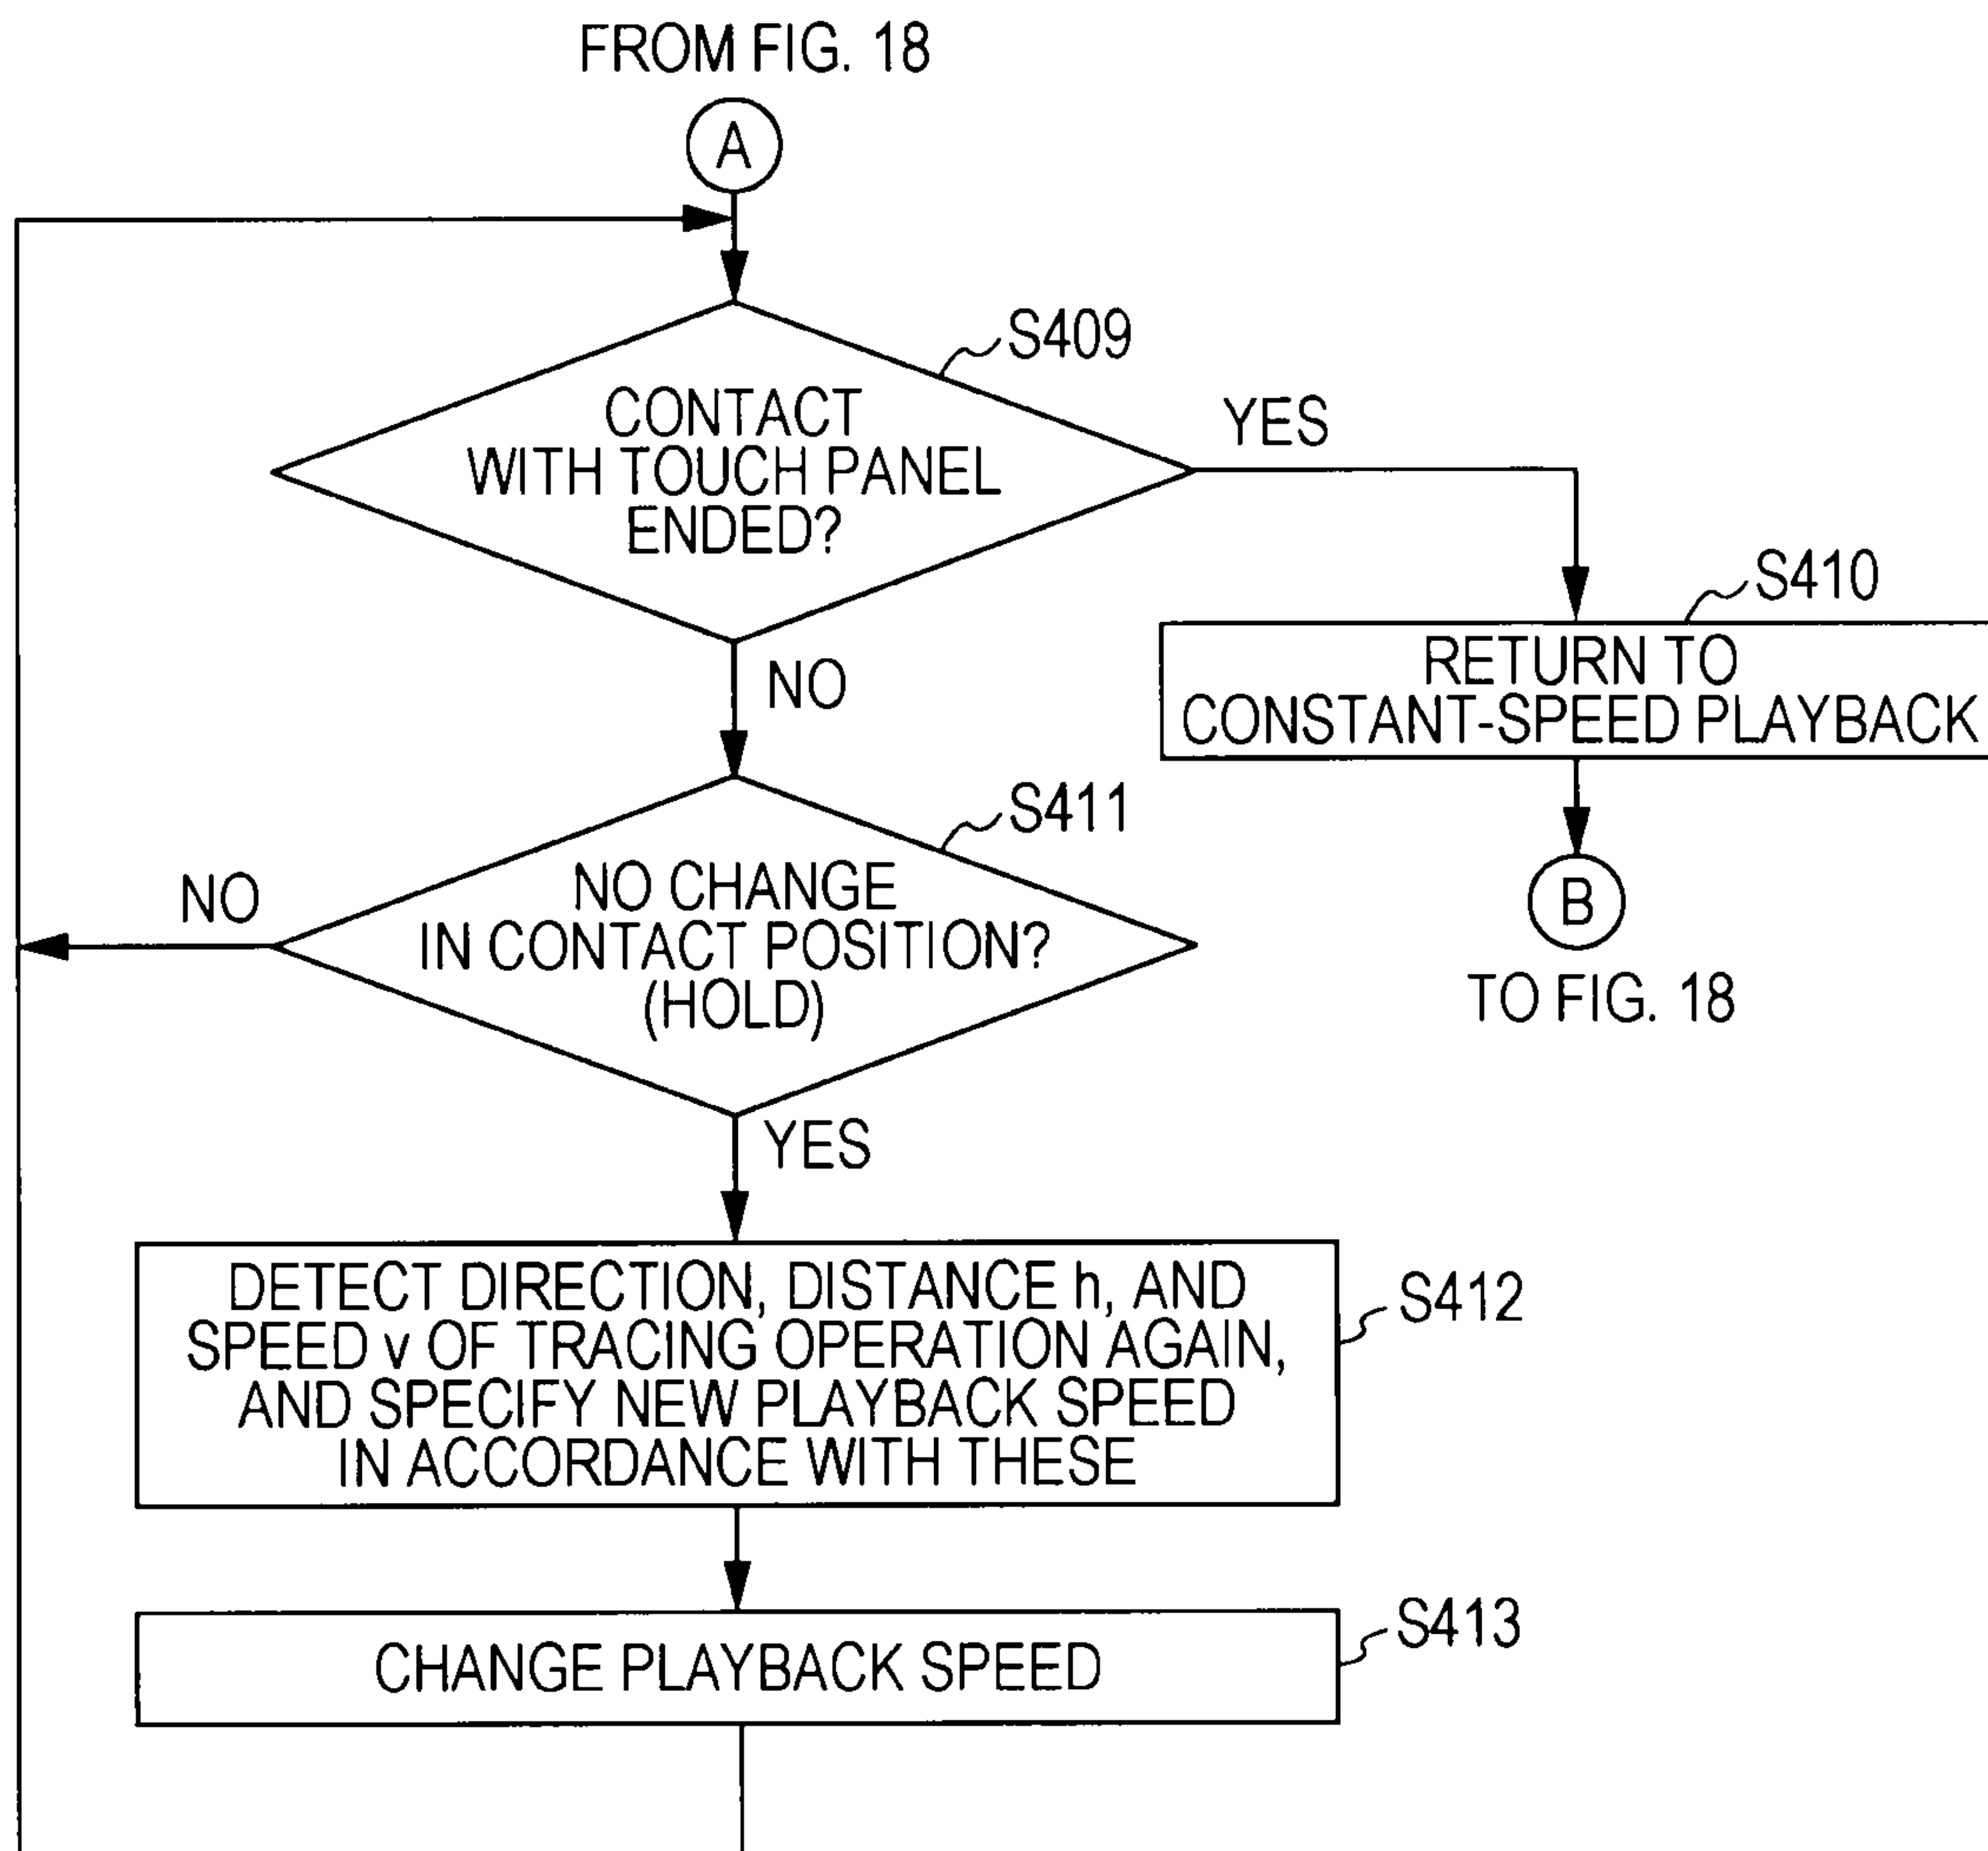 FROM FIG. 18
A
S409
CONTACT
WITH TOUCH PANEL
ENDED?
YES
NO
S410
RETURN TO
CONSTANT-SPEED PLAYBACK
B
TO FIG. 18
S411
NO CHANGE
IN CONTACT POSITION?
(HOLD)
NO
YES
DETECT DIRECTION, DISTANCE h, AND
SPEED v OF TRACING OPERATION AGAIN,
AND SPECIFY NEW PLAYBACK SPEED
IN ACCORDANCE WITH THESE
S412
CHANGE PLAYBACK SPEED
S413